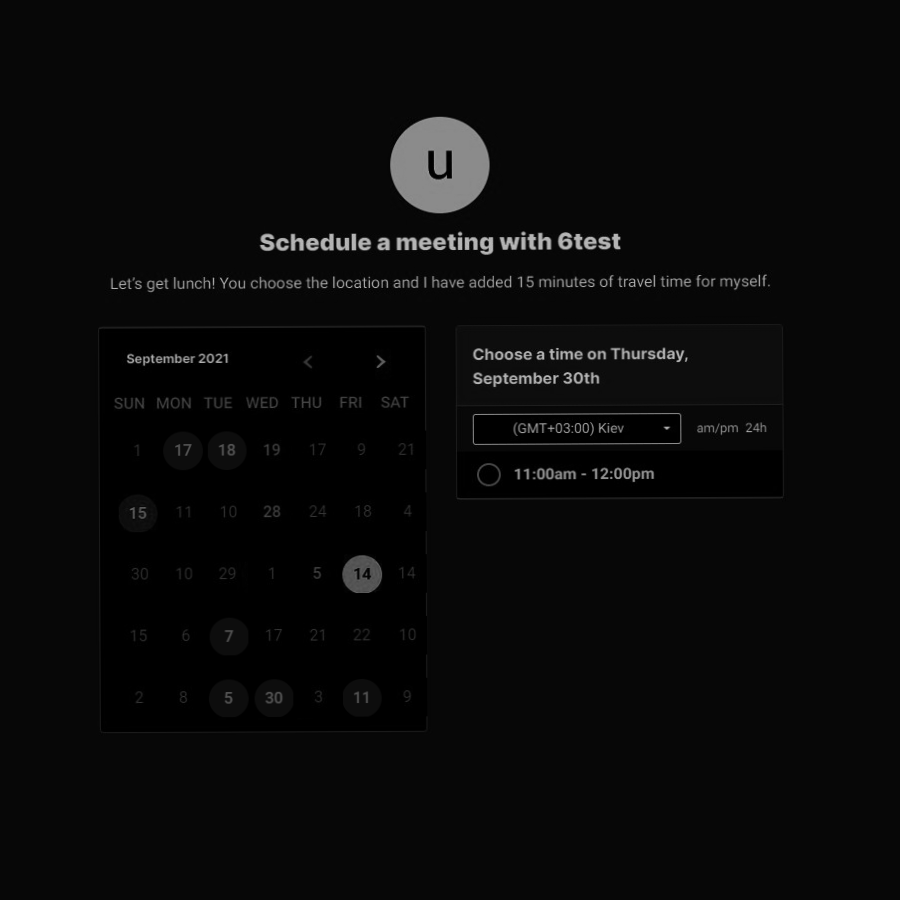 u
Schedule a meeting with 6test
Let's get lunch! You choose the location and I have added 15 minutes of travel time for myself.
September 2021 < >
SUN MON TUE WED THU FRI SAT
1 17 18 19 17 9 21
15 11 10 28 24 18 4
30 10 29 1 5 14 14
15 6 7 17 21 22 10
2 8 5 30 3 11 9
Choose a time on Thursday,
September 30th
(GMT+03:00) Kiev am/pm 24h
11:00am - 12:00pm